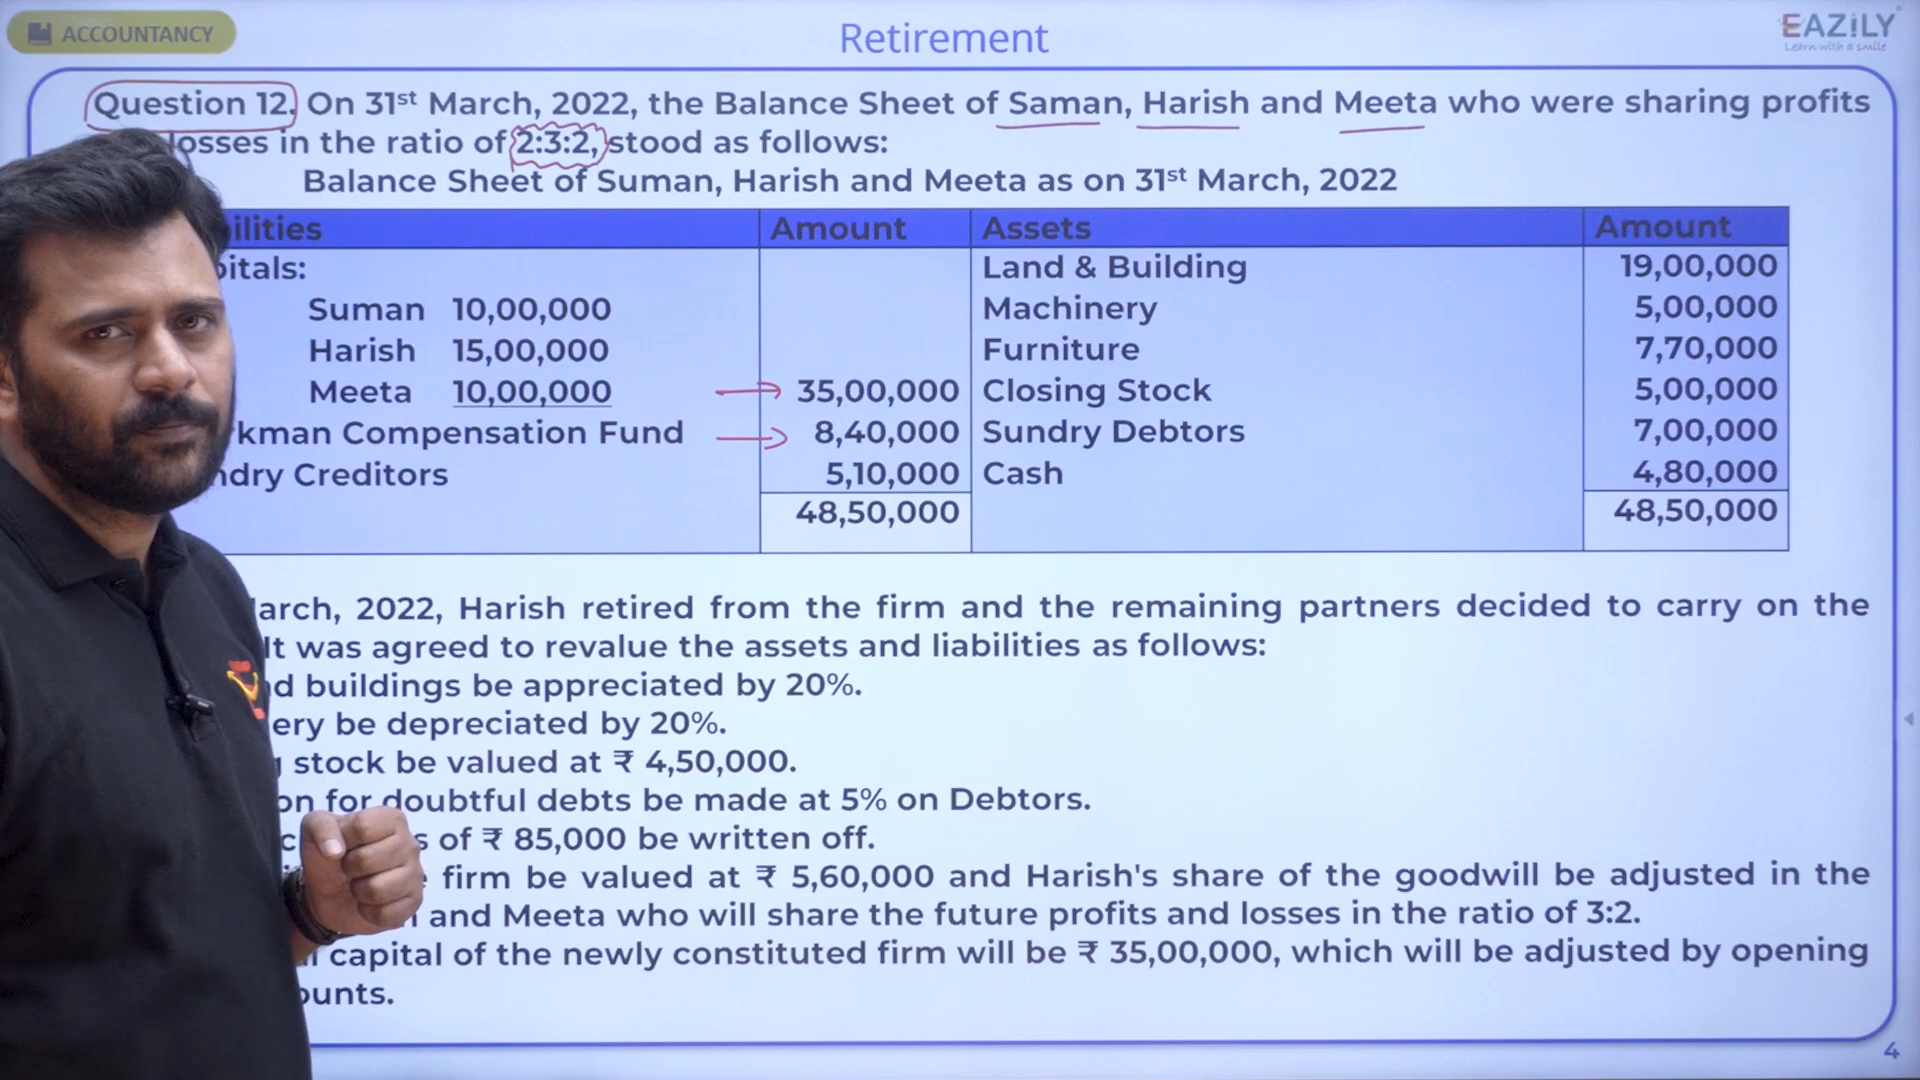 ACCOUNTANCY
Retirement
EAZILY
Learn with a smile
Question 12. On 31st March, 2022, the Balance Sheet of Saman, Harish and Meeta who were sharing profits
losses in the ratio of 2:3:2, stood as follows:
Balance Sheet of Suman, Harish and Meeta as on 31st March, 2022
ilities Amount Assets Amount
pitals: Land & Building 19,00,000
Suman 10,00,000 Machinery 5,00,000
Harish 15,00,000 Furniture 7,70,000
Meeta 10,00,000 35,00,000 Closing Stock 5,00,000
kman Compensation Fund 8,40,000 Sundry Debtors 7,00,000
ndry Creditors 5,10,000 Cash 4,80,000
48,50,000 48,50,000
arch, 2022, Harish retired from the firm and the remaining partners decided to carry on the
It was agreed to revalue the assets and liabilities as follows:
d buildings be appreciated by 20%.
ery be depreciated by 20%.
stock be valued at ₹ 4,50,000.
on for doubtful debts be made at 5% on Debtors.
s of ₹ 85,000 be written off.
firm be valued at ₹ 5,60,000 and Harish's share of the goodwill be adjusted in the
and Meeta who will share the future profits and losses in the ratio of 3:2.
capital of the newly constituted firm will be ₹ 35,00,000, which will be adjusted by opening
ounts.
4